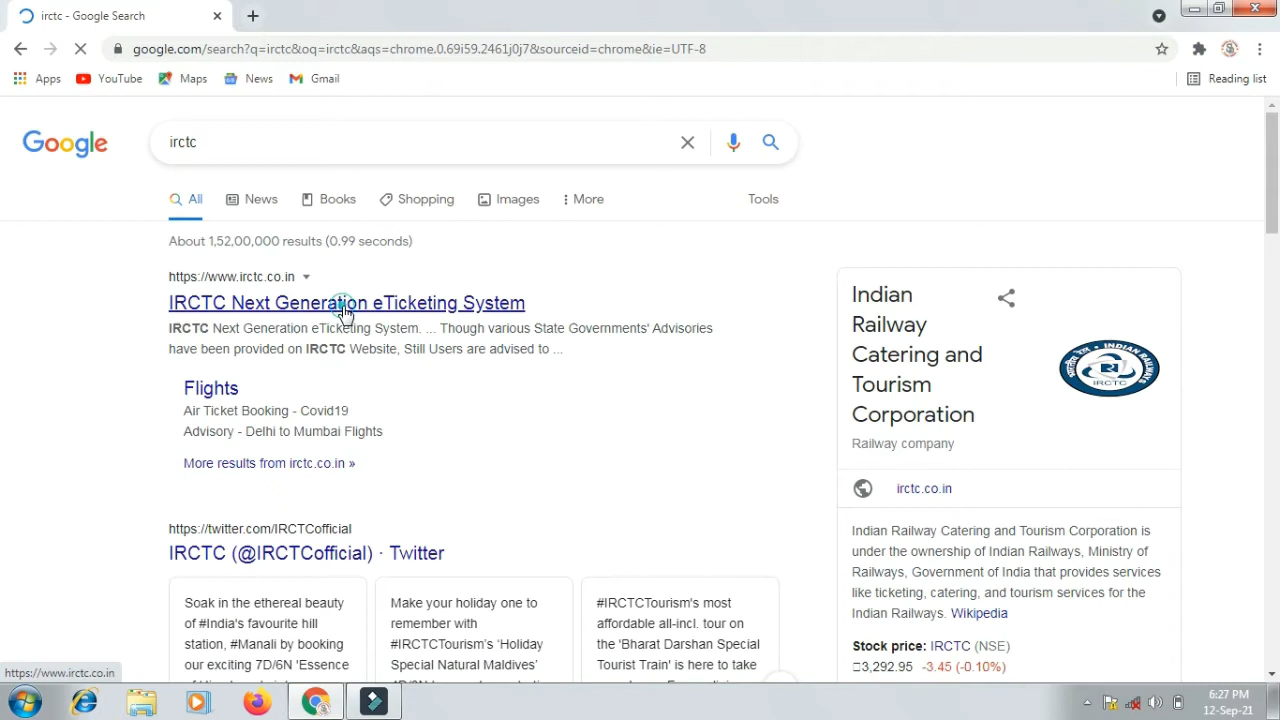 irctc - Google Search
google.com/search?q=irctc&oq=irctc&aqs=chrome.0.69i59.2461j0j7&sourceid=chrome&ie=UTF-8
Apps YouTube Maps News Gmail Reading list
Google
irctc
All News Books Shopping Images More Tools
About 1,52,00,000 results (0.99 seconds)
https://www.irctc.co.in
IRCTC Next Generation eTicketing System
IRCTC Next Generation eTicketing System. ... Though various State Governments' Advisories
have been provided on IRCTC Website, Still Users are advised to ...
Flights
Air Ticket Booking - Covid19
Advisory - Delhi to Mumbai Flights
More results from irctc.co.in »
https://twitter.com/IRCTCofficial
IRCTC (@IRCTCofficial) · Twitter
Soak in the ethereal beauty
of #India's favourite hill
station, #Manali by booking
our exciting 7D/6N 'Essence
Make your holiday one to
remember with
#IRCTCTourism's 'Holiday
Special Natural Maldives'
#IRCTCTourism's most
affordable all-incl. tour on
the 'Bharat Darshan Special
Tourist Train' is here to take
Indian
Railway
Catering and
Tourism
Corporation
Railway company
IRCTC
irctc.co.in
Indian Railway Catering and Tourism Corporation is
under the ownership of Indian Railways, Ministry of
Railways, Government of India that provides services
like ticketing, catering, and tourism services for the
Indian Railways. Wikipedia
Stock price: IRCTC (NSE)
3,292.95 -3.45 (-0.10%)
https://www.irctc.co.in
6:27 PM
12-Sep-21